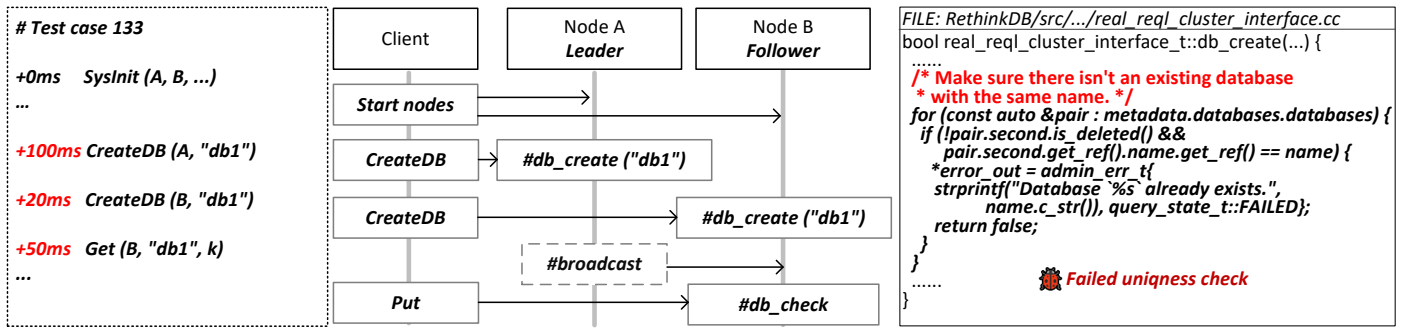 # Test case 133
+0ms SysInit (A, B, ...)
...
+100ms CreateDB (A, "db1")
+20ms CreateDB (B, "db1")
+50ms Get (B, "db1", k)
...
Client
Node A
Leader
Node B
Follower
Start nodes
CreateDB
#db_create ("db1")
CreateDB
#db_create ("db1")
#broadcast
Put
#db_check
FILE: RethinkDB/src/.../real_reql_cluster_interface.cc
bool real_reql_cluster_interface_t::db_create(...) {
......
/* Make sure there isn't an existing database
* with the same name. */
for (const auto &pair : metadata.databases.databases) {
if (!pair.second.is_deleted() &&
pair.second.get_ref().name.get_ref() == name) {
*error_out = admin_err_t{
strprintf("Database `%s` already exists.",
name.c_str()), query_state_t::FAILED};
return false;
}
}
......
Failed uniqness check
}